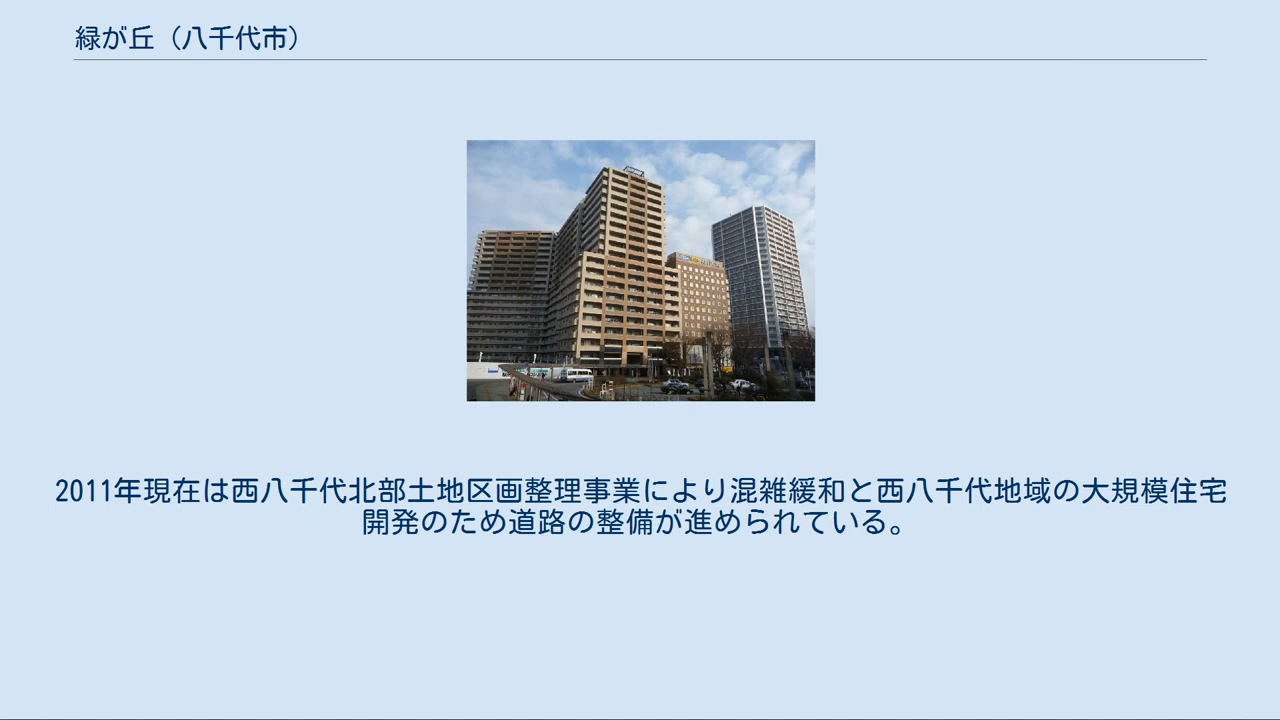 緑が丘（八千代市）
2011年現在は西八千代北部土地区画整理事業により混雑緩和と西八千代地域の大規模住宅
開発のため道路の整備が進められている。